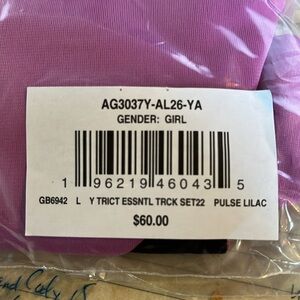 AG3037Y-AL26-YA
GENDER: GIRL
1 96219 46043 5
GB6942 L Y TRICT ESSNTL TRCK SET22 PULSE LILAC
$60.00